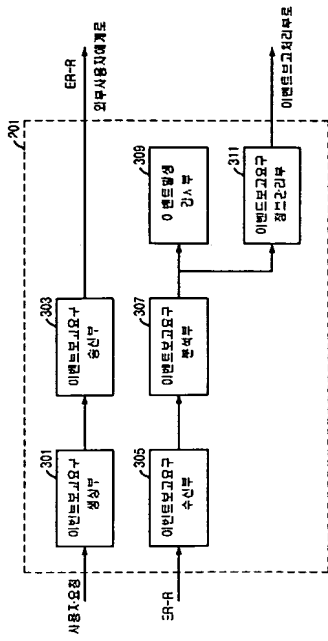 201
사용자요청
301
이벤트보고요구
생성부
303
이벤트보고요구
송신부
ER-R
외부사용자에게로
ER-R
305
이벤트보고요구
수신부
307
이벤트보고요구
분석부
309
이벤트발생
감시부
311
이벤트보고요구
정보관리부
이벤트보고처리부로